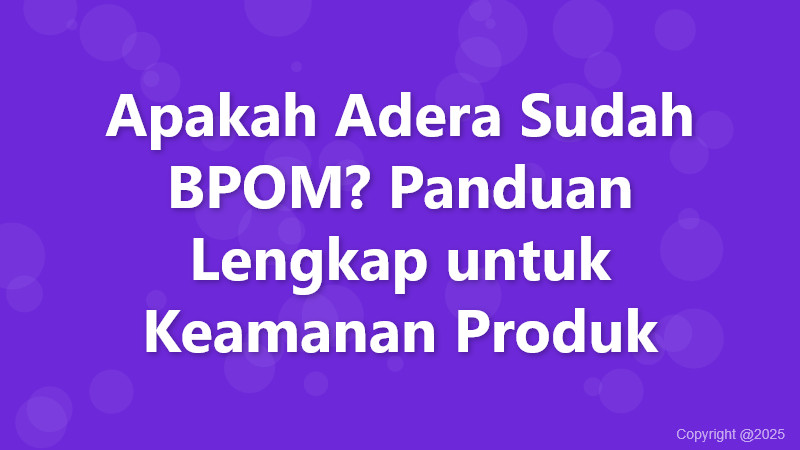 Apakah Adera Sudah
BPOM? Panduan
Lengkap untuk
Keamanan Produk
Copyright @2025